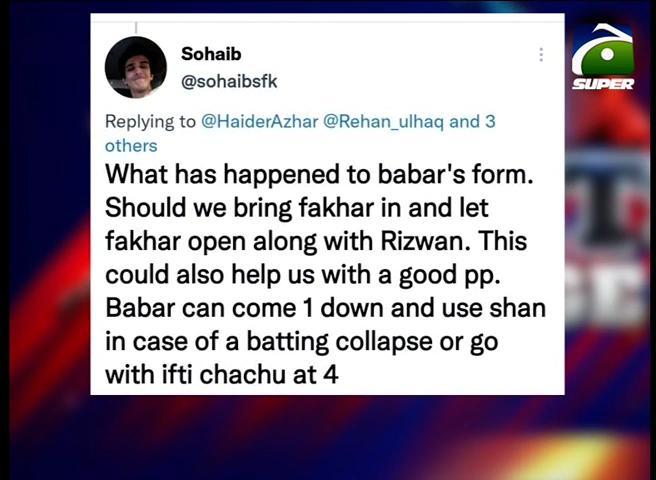 Sohaib
SUPER
@sohaibsfk
Replying to @HaiderAzhar @Rehan_ulhaq and 3
others
What has happened to babar's form.
Should we bring fakhar in and let
fakhar open along with Rizwan. This
could also help us with a good pp.
Babar can come 1 down and use shan
in case of a batting collapse or go
with ifti chachu at 4